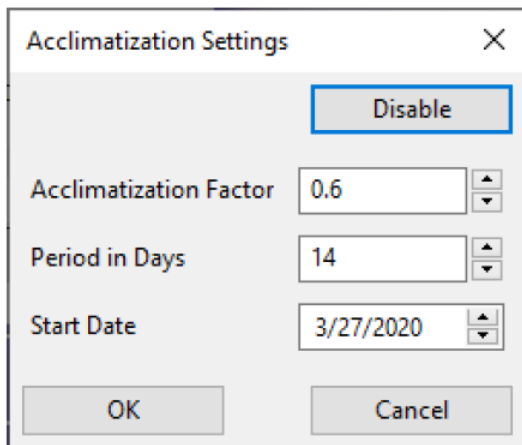 Acclimatization Settings
Disable
Acclimatization Factor 0.6
Period in Days 14
Start Date 3/27/2020
OK Cancel